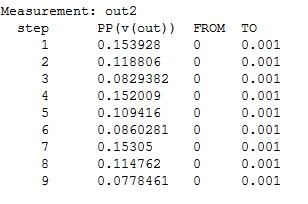 Measurement: out2
step PP(v(out)) FROM TO
1 0.153928 0 0.001
2 0.118806 0 0.001
3 0.0829382 0 0.001
4 0.152009 0 0.001
5 0.109416 0 0.001
6 0.0860281 0 0.001
7 0.15305 0 0.001
8 0.114762 0 0.001
9 0.0778461 0 0.001